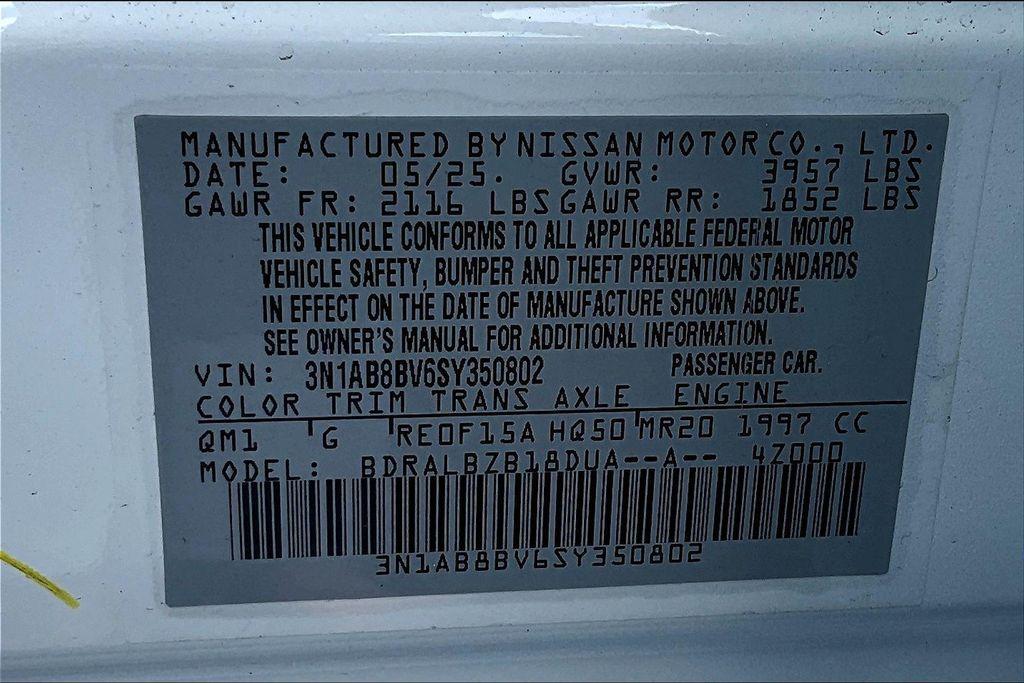 MANUFACTURED BY NISSAN MOTOR CO., LTD.
DATE: 05/25. GVWR: 3957 LBS
GAWR FR: 2116 LBS GAWR RR: 1852 LBS
THIS VEHICLE CONFORMS TO ALL APPLICABLE FEDERAL MOTOR
VEHICLE SAFETY, BUMPER AND THEFT PREVENTION STANDARDS
IN EFFECT ON THE DATE OF MANUFACTURE SHOWN ABOVE.
SEE OWNER'S MANUAL FOR ADDITIONAL INFORMATION.
VIN: 3N1AB8BV6SY350802 PASSENGER CAR.
COLOR TRIM TRANS AXLE ENGINE
QM1 G RE0F15A HQ50 MR20 1997 CC
MODEL: BDRALBZB18DUA--A-- 4Z000
3N1AB8BV6SY350802